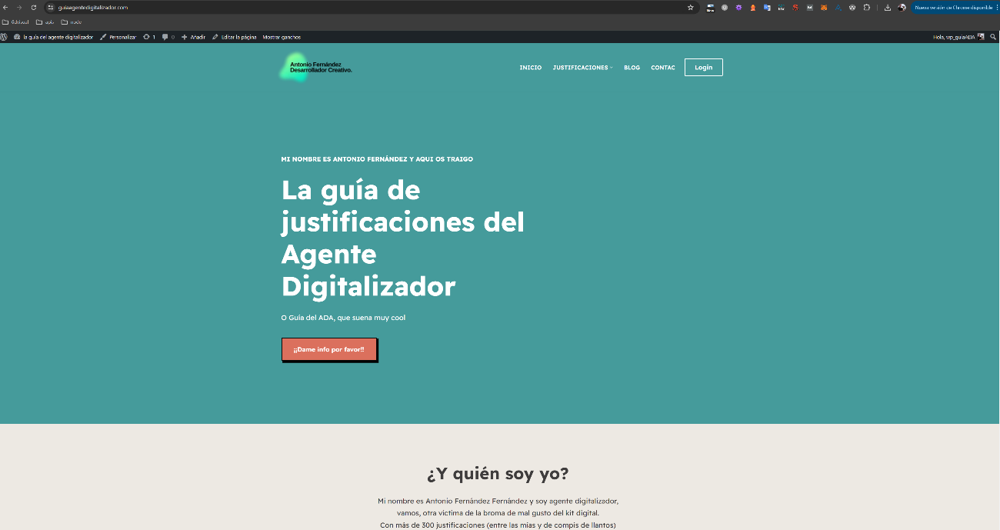 guiaagentedigitalizador.com
Nueva versión de Chrome disponible
6dvisual apis node
la guía del agente digitalizador Personalizar 1 0 Añadir Editar la página Mostrar ganchos Hola, wp_guiaADA
Antonio Fernández
Desarrollador Creativo.
INICIO JUSTIFICACIONES BLOG CONTAC Login
MI NOMBRE ES ANTONIO FERNÁNDEZ Y AQUI OS TRAIGO
La guía de
justificaciones del
Agente
Digitalizador
O Guia del ADA, que suena muy cool
¡¡Dame info por favor!!
¿Y quién soy yo?
Mi nombre es Antonio Fernández Fernández y soy agente digitalizador,
vamos, otra victima de la broma de mal gusto del kit digital.
Con más de 300 justificaciones (entre las mias y de compis de llantos)